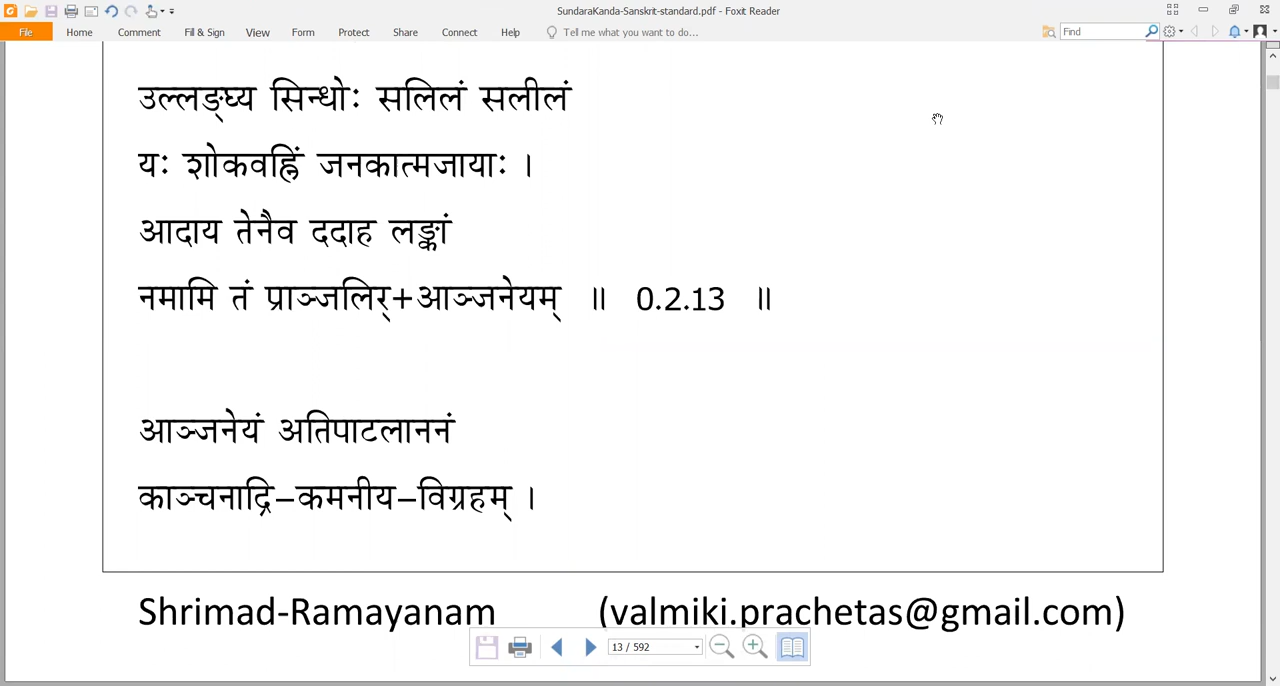 SundaraKanda-Sanskrit-standard.pdf - Foxit Reader
File Home Comment Fill & Sign View Form Protect Share Connect Help Tell me what you want to do... Find
उल्लङ्घ्य सिन्धोः सलिलं सलीलं
यः शोकवह्निं जनकात्मजायाः ।
आदाय तेनैव ददाह लङ्कां
नमामि तं प्राञ्जलिर्+आञ्जनेयम् ॥ 0.2.13 ॥
आञ्जनेयं अतिपाटलाननं
काञ्चनाद्रि–कमनीय–विग्रहम् ।
Shrimad-Ramayanam (valmiki.prachetas@gmail.com)
13 / 592